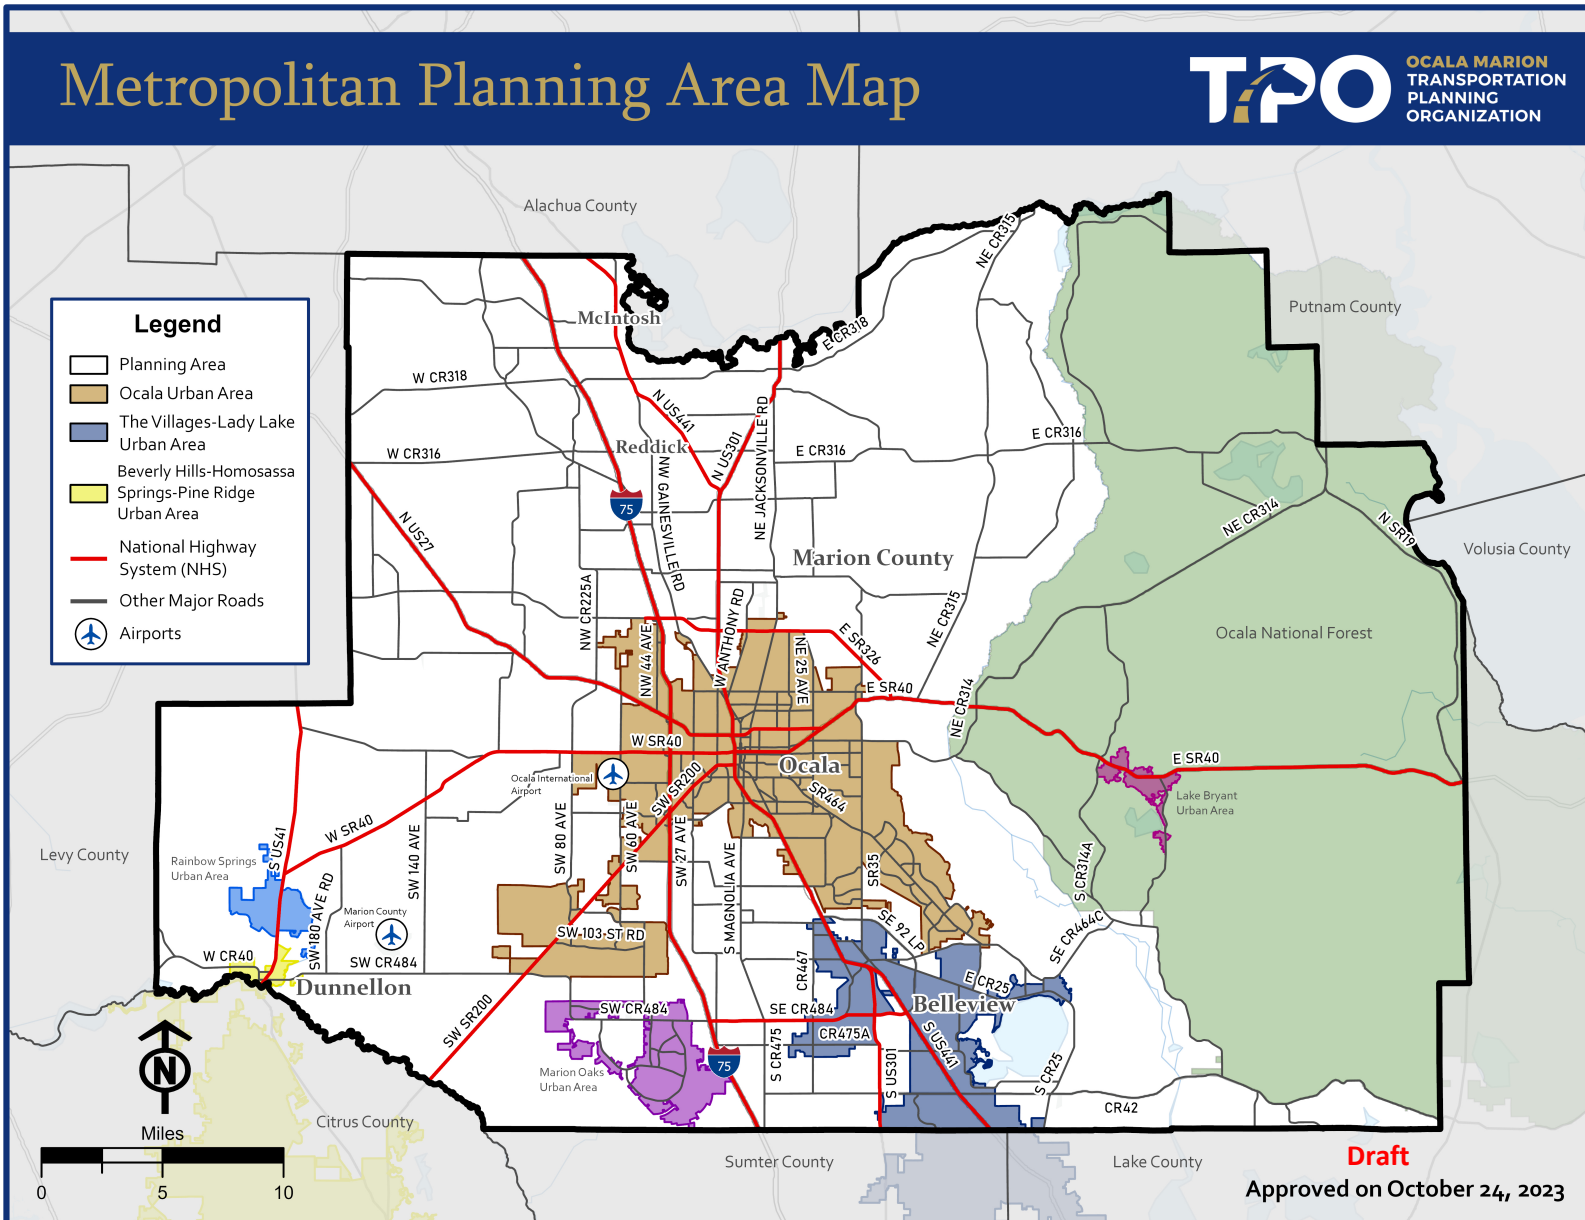 Metropolitan Planning Area Map
TPO
OCALA MARION
TRANSPORTATION
PLANNING
ORGANIZATION
Alachua County
Putnam County
Volusia County
Levy County
Citrus County
Sumter County
Lake County
Legend
Planning Area
Ocala Urban Area
The Villages-Lady Lake
Urban Area
Beverly Hills-Homosassa
Springs-Pine Ridge
Urban Area
National Highway
System (NHS)
Other Major Roads
Airports
McIntosh
NE CR315
E CR318
W CR318
N US441
Reddick
N US301
NE JACKSONVILLE RD
E CR316
E CR316
W CR316
NW GAINESVILLE RD
75
N US27
Marion County
NE CR314
N SR19
NW CR225A
W ANTHONY RD
NE CR315
Ocala National Forest
NW 44 AVE
NE 25 AVE
E SR326
E SR40
NE CR314
W SR40
Ocala
E SR40
Ocala International
Airport
SW SR200
SR464
Lake Bryant
Urban Area
S US41
W SR40
SW 140 AVE
SW 80 AVE
SW 60 AVE
SW 27 AVE
S MAGNOLIA AVE
SR35
S CR314A
Rainbow Springs
Urban Area
SW 180 AVE RD
Marion County
Airport
SW 103 ST RD
SE 92 LP
SE CR464C
W CR40
SW CR484
Dunnellon
CR467
E CR25
Belleview
SW SR200
SW CR484
SE CR484
CR475A
S US441
S CR475
S US301
S CR25
75
Marion Oaks
Urban Area
CR42
N
Miles
0
5
10
Draft
Approved on October 24, 2023